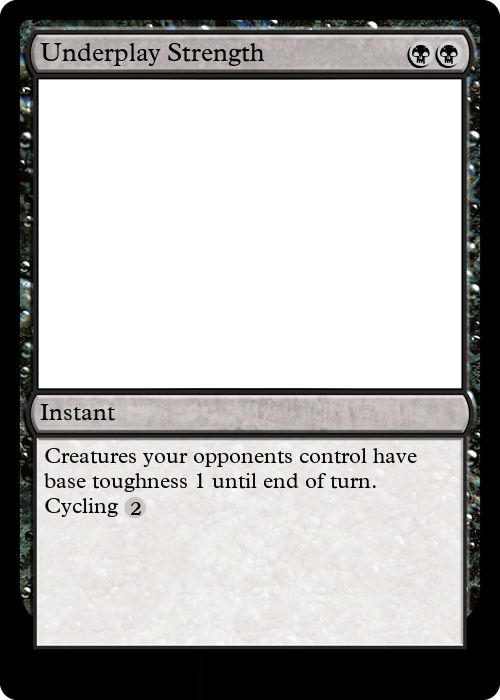 Underplay Strength
Instant
Creatures your opponents control have
base toughness 1 until end of turn.
Cycling 2